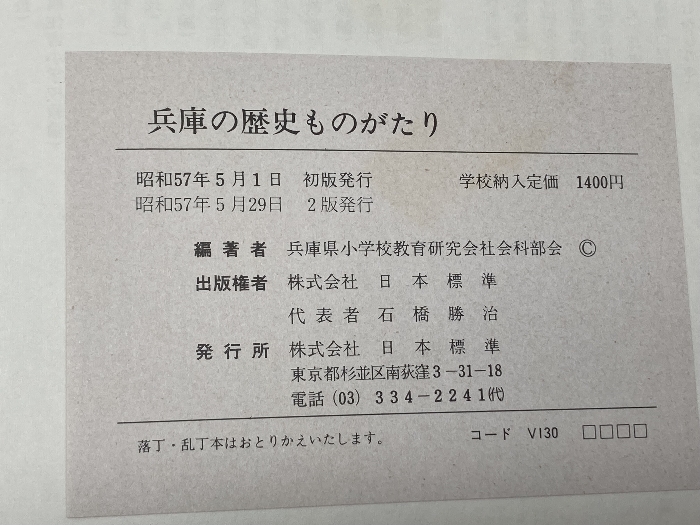 兵庫の歴史ものがたり
昭和57年5月1日　初版発行　学校納入定価　1400円
昭和57年5月29日　2版発行
編著者　兵庫県小学校教育研究会社会科部会　Ⓒ
出版権者　株式会社　日本標準
代表者　石橋勝治
発行所　株式会社　日本標準
東京都杉並区南荻窪3－31－18
電話（03）334－2241㈹
落丁・乱丁本はおとりかえいたします。　コード　V130　□□□□